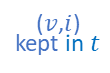 (v,i)
kept in t